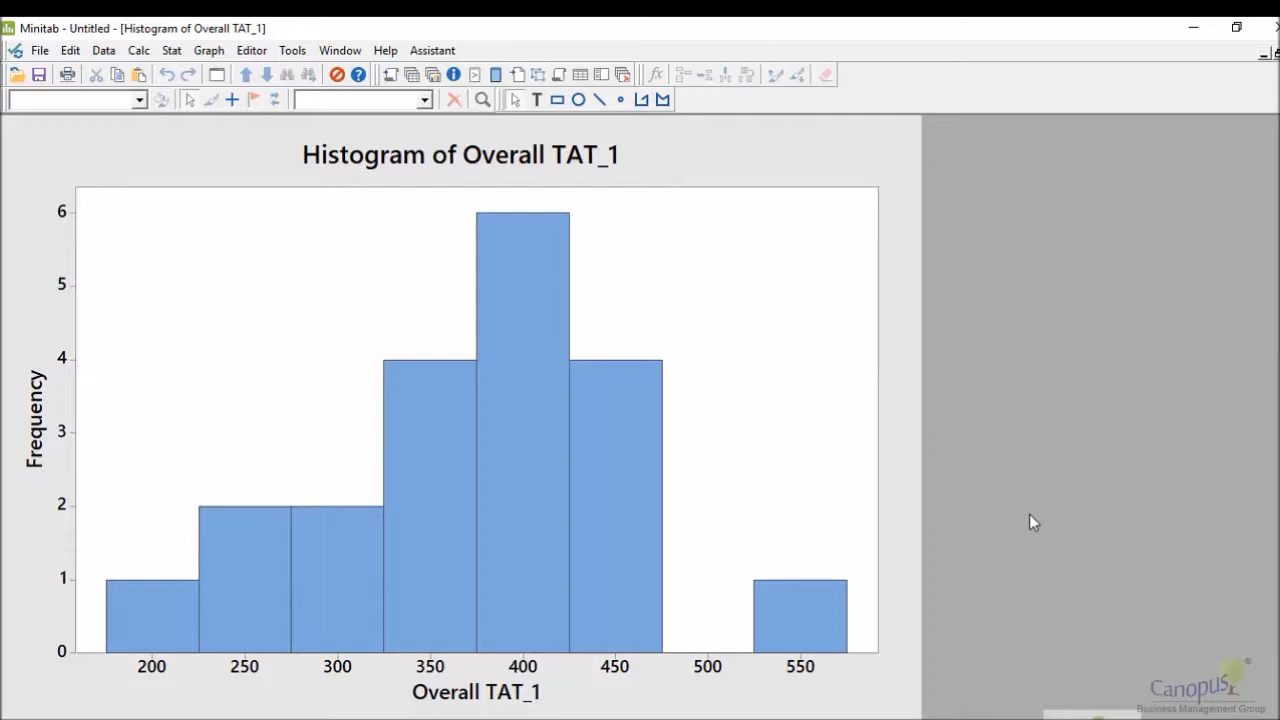 Minitab - Untitled - [Histogram of Overall TAT_1]
File Edit Data Calc Stat Graph Editor Tools Window Help Assistant
Histogram of Overall TAT_1
6
5
4
3
2
1
0
Frequency
200 250 300 350 400 450 500 550
Overall TAT_1
Canopus®
Business Management Group